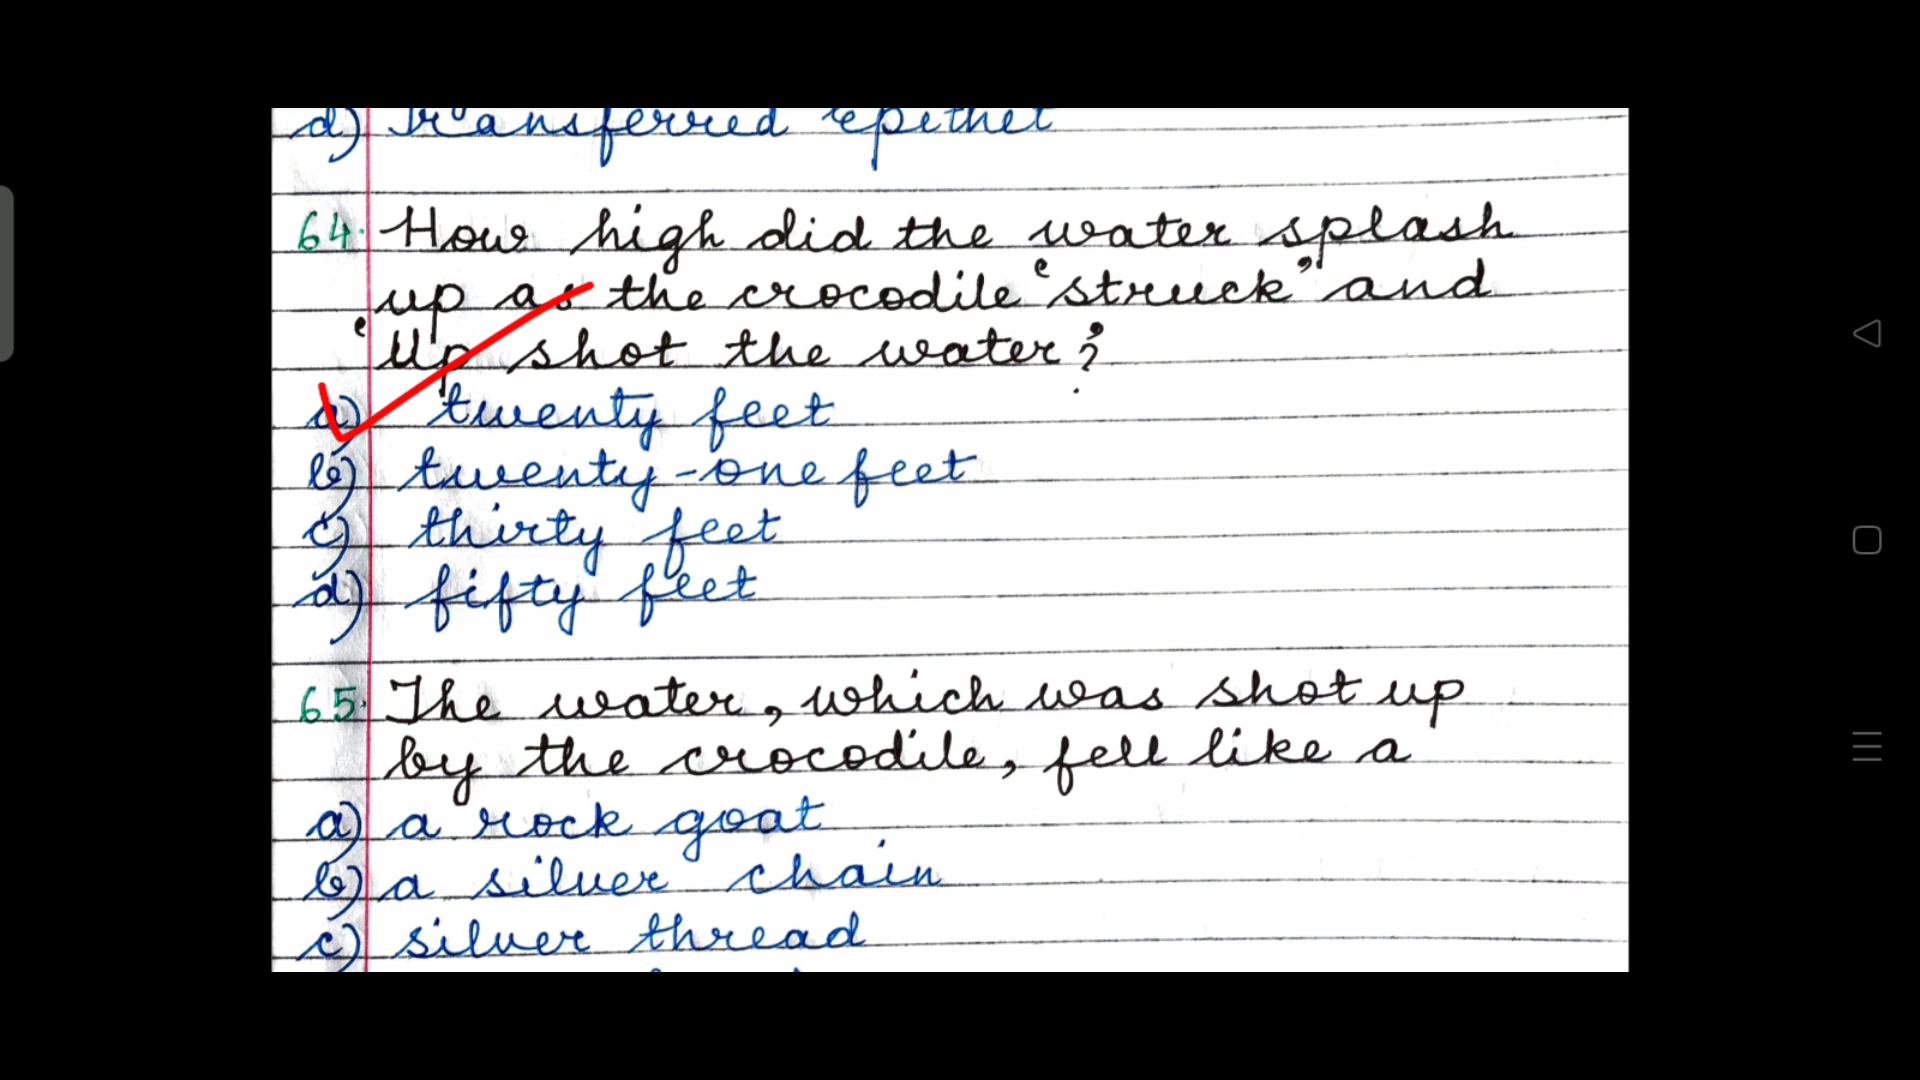 d) Transferred epithet
64. How high did the water splash
up as the crocodile 'struck' and
'Up shot the water'?
a) twenty feet
b) twenty-one feet
c) thirty feet
d) fifty feet
65. The water, which was shot up
by the crocodile, fell like a
a) a rock goat
b) a silver chain
c) silver thread